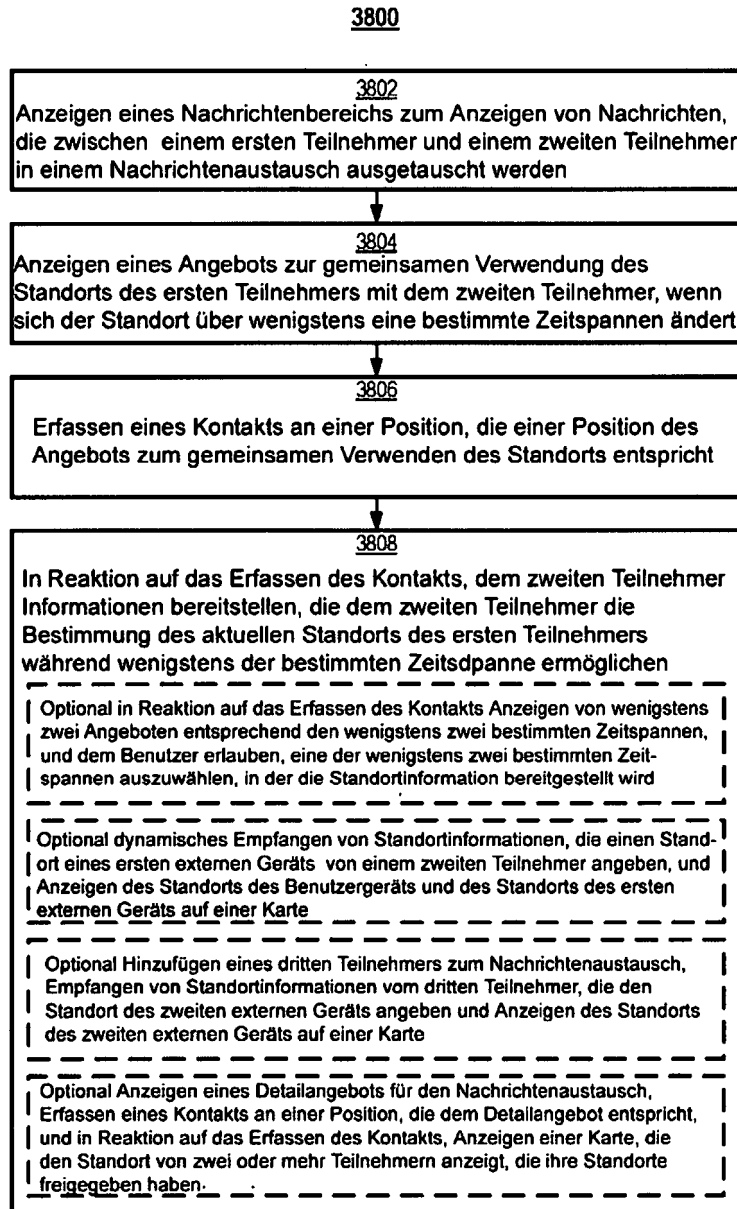 3800
3802
Anzeigen eines Nachrichtenbereichs zum Anzeigen von Nachrichten,
die zwischen einem ersten Teilnehmer und einem zweiten Teilnehmer
in einem Nachrichtenaustausch ausgetauscht werden
3804
Anzeigen eines Angebots zur gemeinsamen Verwendung des
Standorts des ersten Teilnehmers mit dem zweiten Teilnehmer, wenn
sich der Standort über wenigstens eine bestimmte Zeitspannen ändert
3806
Erfassen eines Kontakts an einer Position, die einer Position des
Angebots zum gemeinsamen Verwenden des Standorts entspricht
3808
In Reaktion auf das Erfassen des Kontakts, dem zweiten Teilnehmer
Informationen bereitstellen, die dem zweiten Teilnehmer die
Bestimmung des aktuellen Standorts des ersten Teilnehmers
während wenigstens der bestimmten Zeitsdpanne ermöglichen
Optional in Reaktion auf das Erfassen des Kontakts Anzeigen von wenigstens
zwei Angeboten entsprechend den wenigstens zwei bestimmten Zeitspannen,
und dem Benutzer erlauben, eine der wenigstens zwei bestimmten Zeit-
spannen auszuwählen, in der die Standortinformation bereitgestellt wird
Optional dynamisches Empfangen von Standortinformationen, die einen Stand-
ort eines ersten externen Geräts von einem zweiten Teilnehmer angeben, und
Anzeigen des Standorts des Benutzergeräts und des Standorts des ersten
externen Geräts auf einer Karte
Optional Hinzufügen eines dritten Teilnehmers zum Nachrichtenaustausch,
Empfangen von Standortinformationen vom dritten Teilnehmer, die den
Standort des zweiten externen Geräts angeben und Anzeigen des Standorts
des zweiten externen Geräts auf einer Karte
Optional Anzeigen eines Detailangebots für den Nachrichtenaustausch,
Erfassen eines Kontakts an einer Position, die dem Detailangebot entspricht,
und in Reaktion auf das Erfassen des Kontakts, Anzeigen einer Karte, die
den Standort von zwei oder mehr Teilnehmern anzeigt, die ihre Standorte
freigegeben haben.